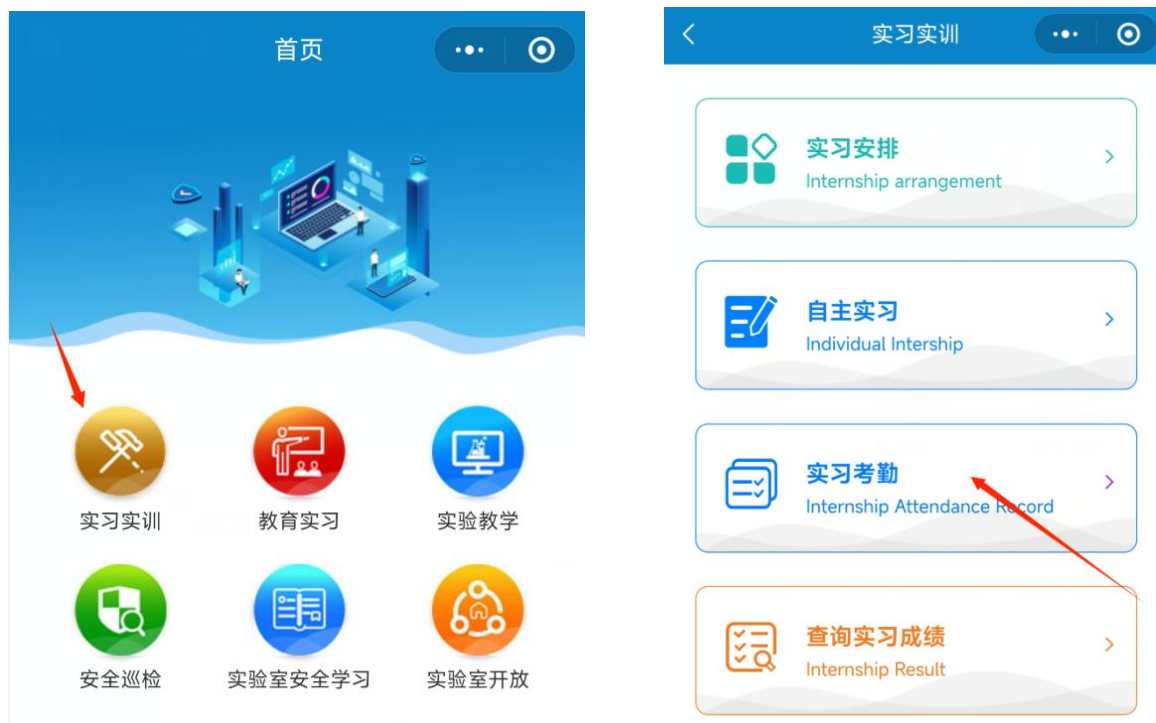 首页
实习实训
教育实习
实验教学
安全巡检
实验室安全学习
实验室开放
实习实训
实习安排
Internship arrangement
自主实习
Individual Intership
实习考勤
Internship Attendance Record
查询实习成绩
Internship Result